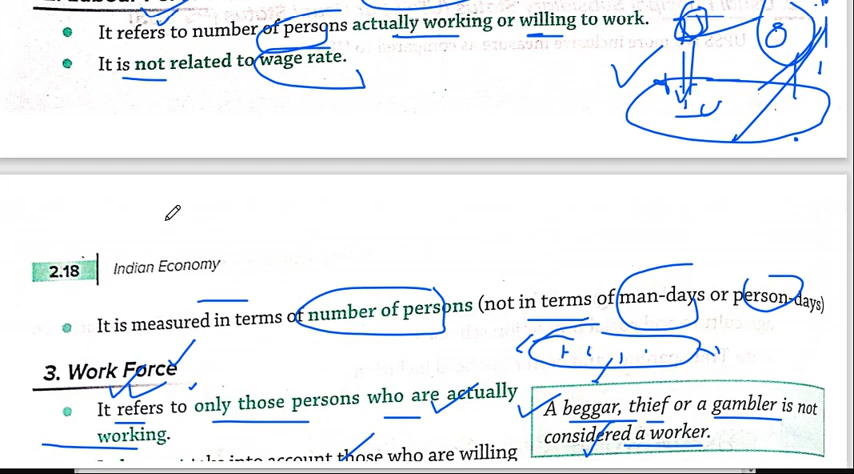 It refers to number of persons actually working or willing to work.
It is not related to wage rate.
2.18 Indian Economy
It is measured in terms of number of persons (not in terms of man-days or person-days)
3. Work Force
It refers to only those persons who are actually
working.
A beggar, thief or a gambler is not
considered a worker.
into account those who are willing